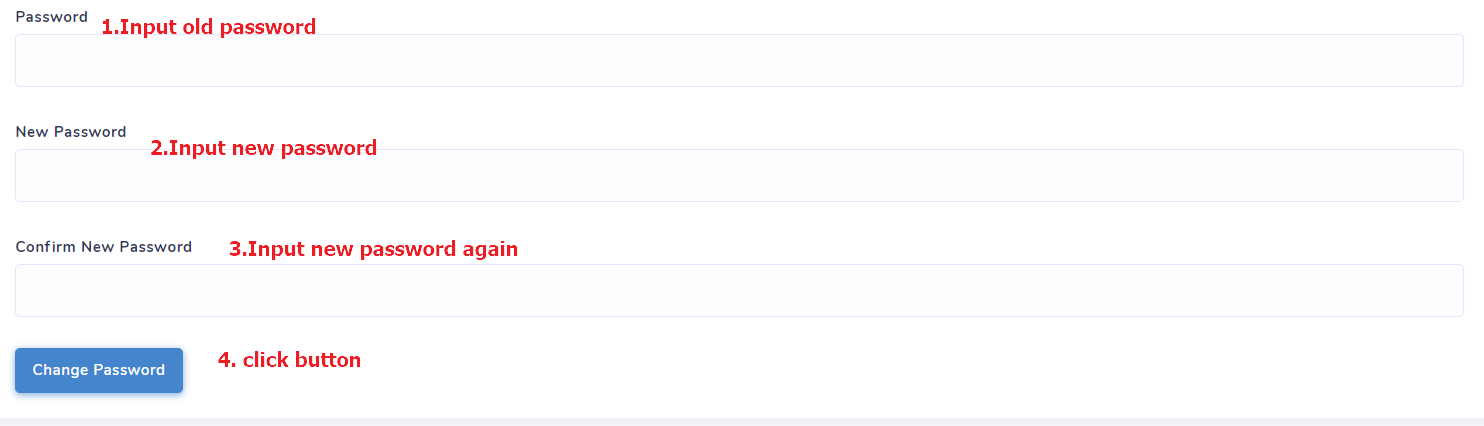 Password
1.Input old password
New Password
2.Input new password
Confirm New Password
3.Input new password again
Change Password
4. click button